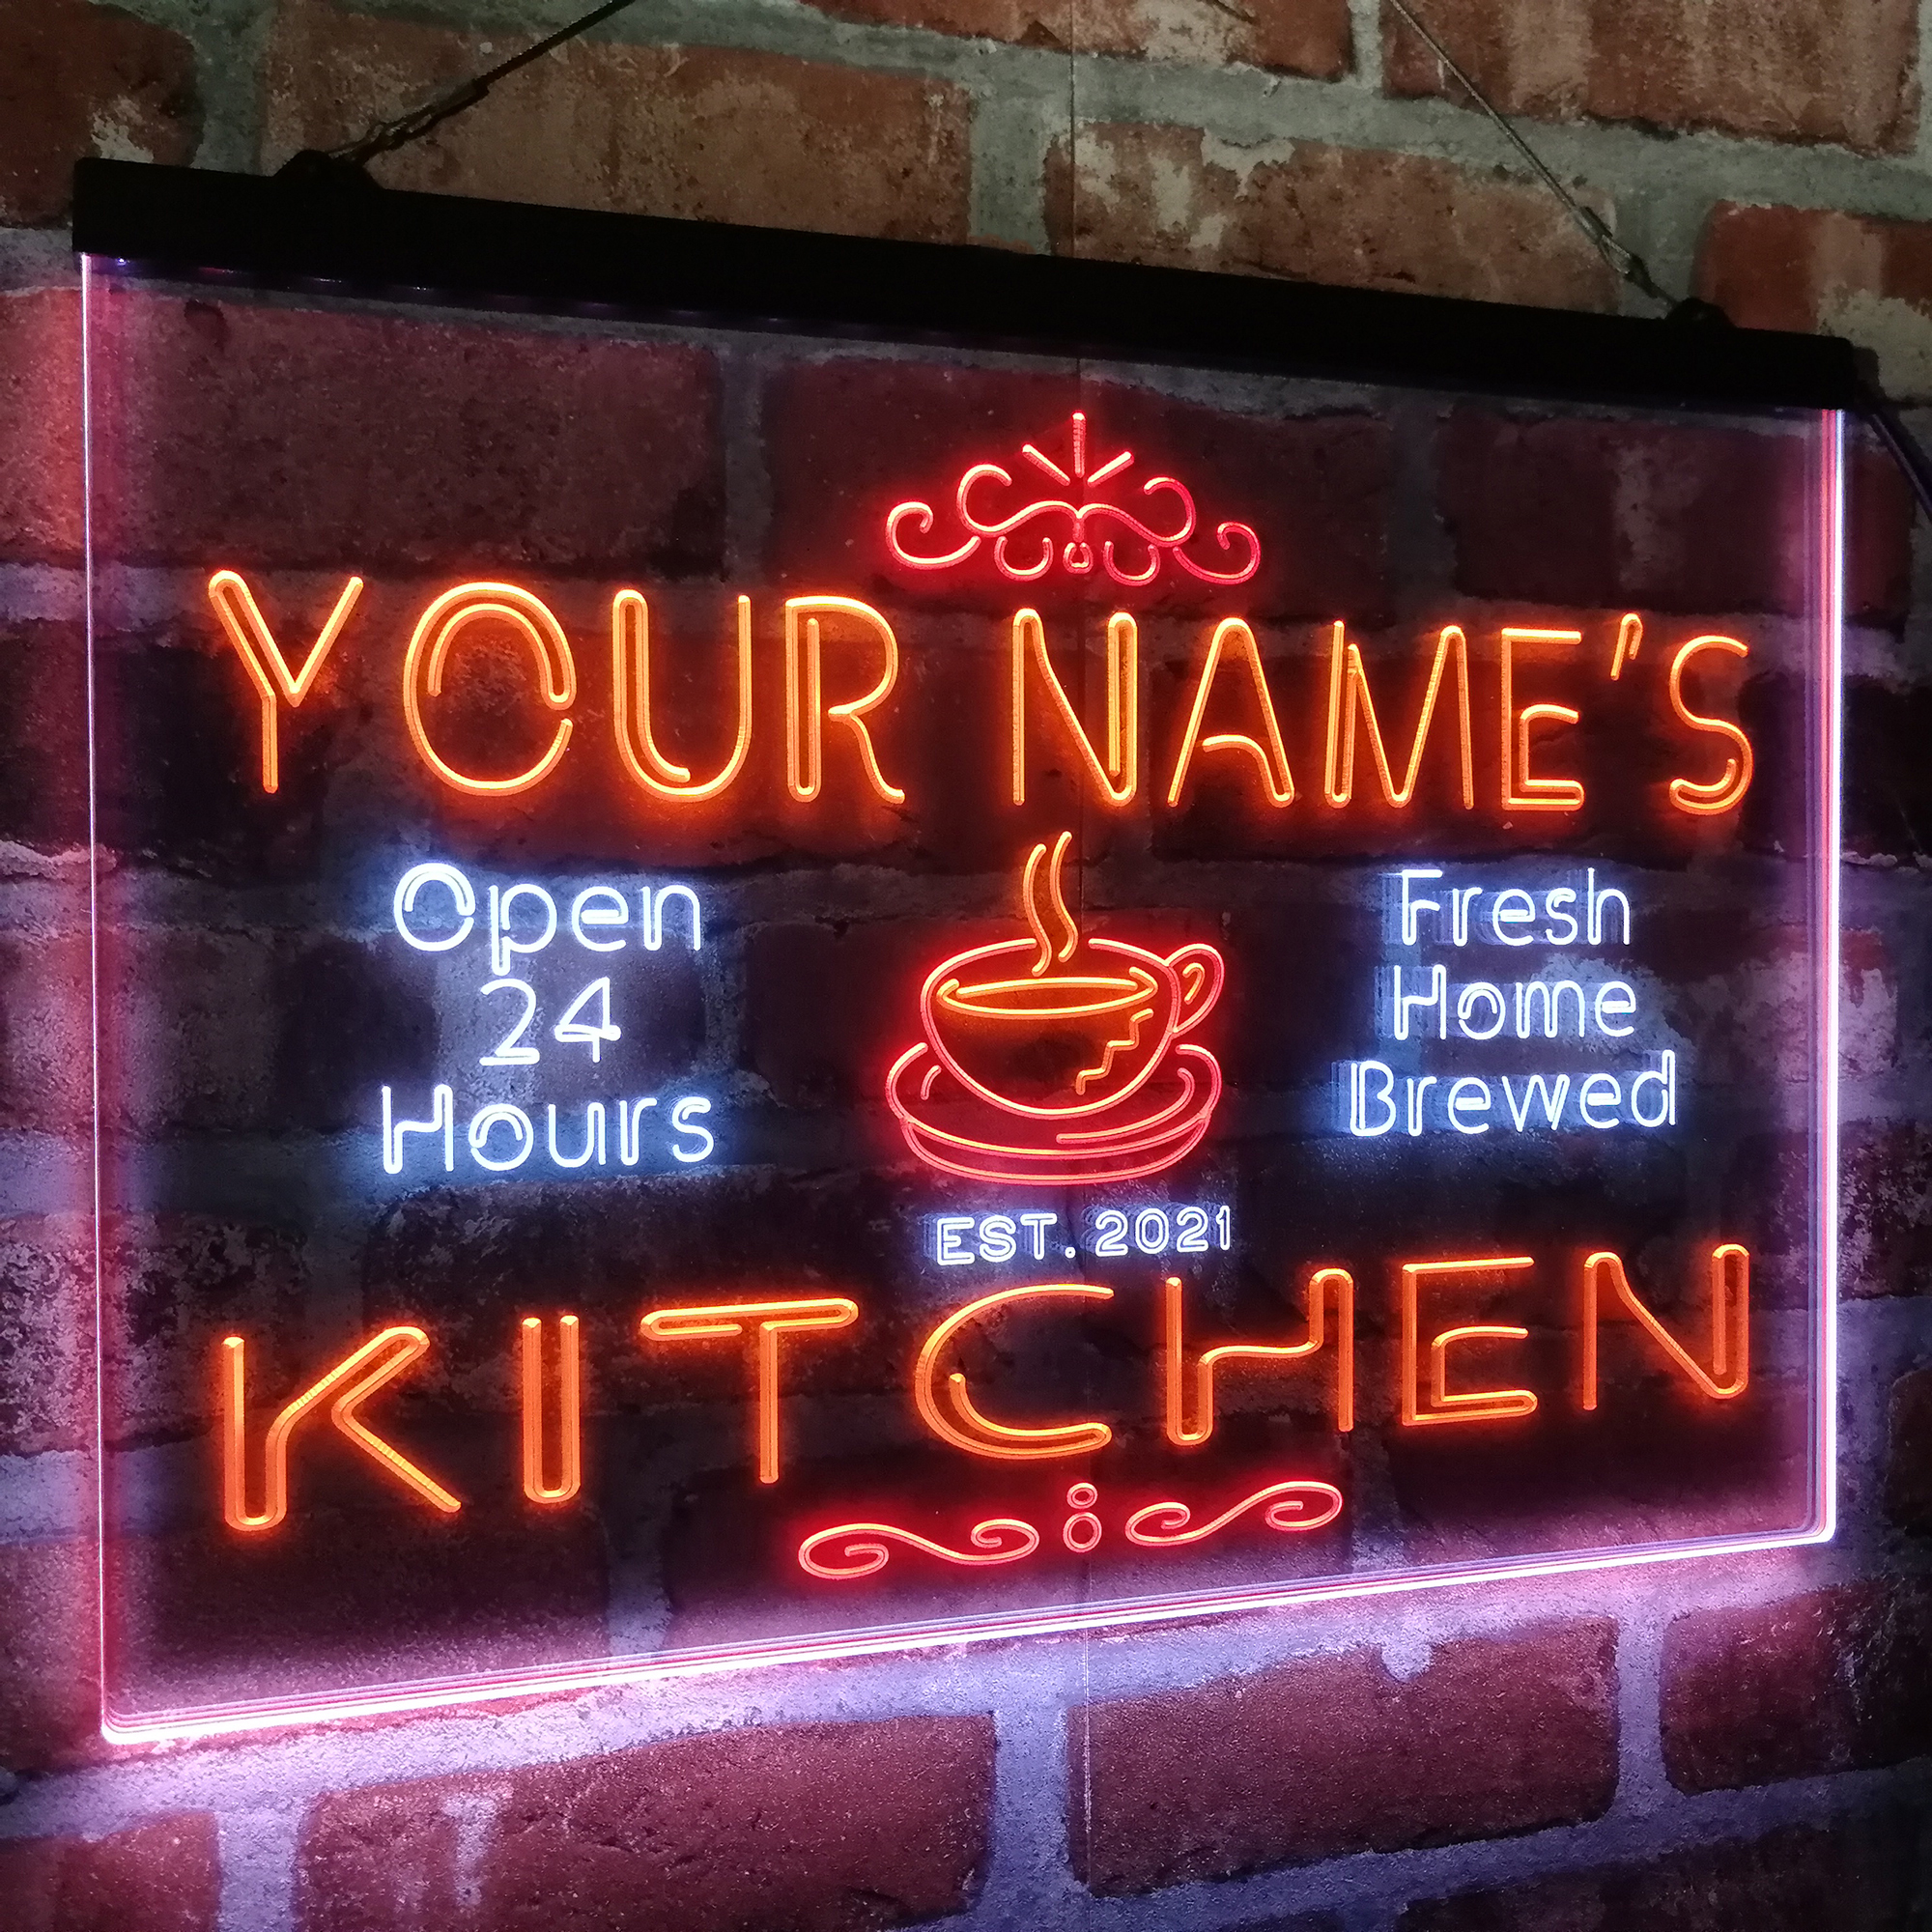 YOUR NAME'S
Open
24
Hours
Fresh
Home
Brewed
EST. 2021
KITCHEN